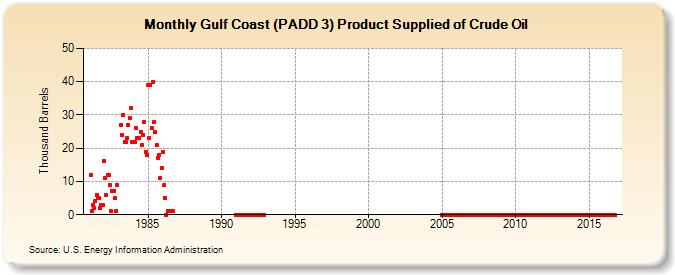 Monthly Gulf Coast (PADD 3) Product Supplied of Crude Oil
Thousand Barrels
50
40
30
20
10
0
1985 1990 1995 2000 2005 2010 2015
Source: U.S. Energy Information Administration